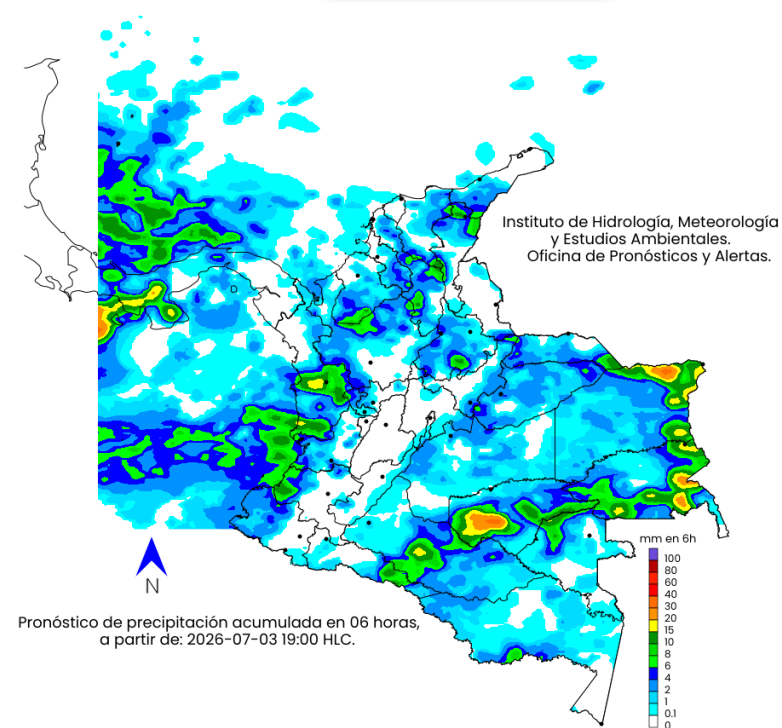 Instituto de Hidrología, Meteorología
y Estudios Ambientales.
Oficina de Pronósticos y Alertas.
mm en 6h
100
80
60
40
30
20
15
10
8
6
4
2
1
0.1
0
N
Pronóstico de precipitación acumulada en 06 horas,
a partir de: 2026-07-03 19:00 HLC.